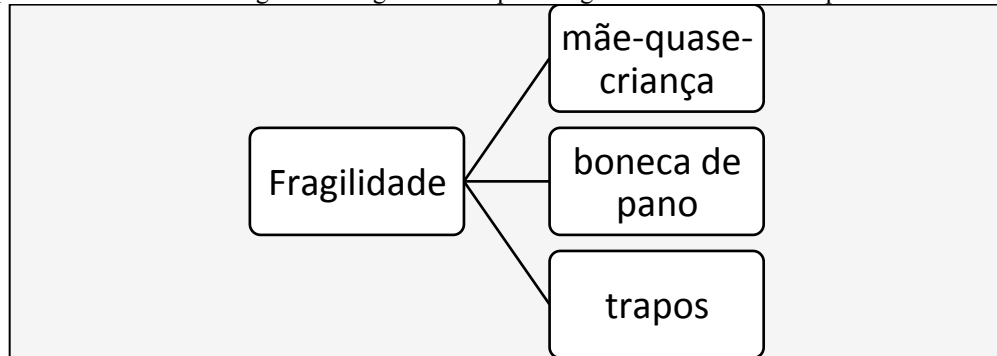 Fragilidade
mãe-quase-
criança
boneca de
pano
trapos